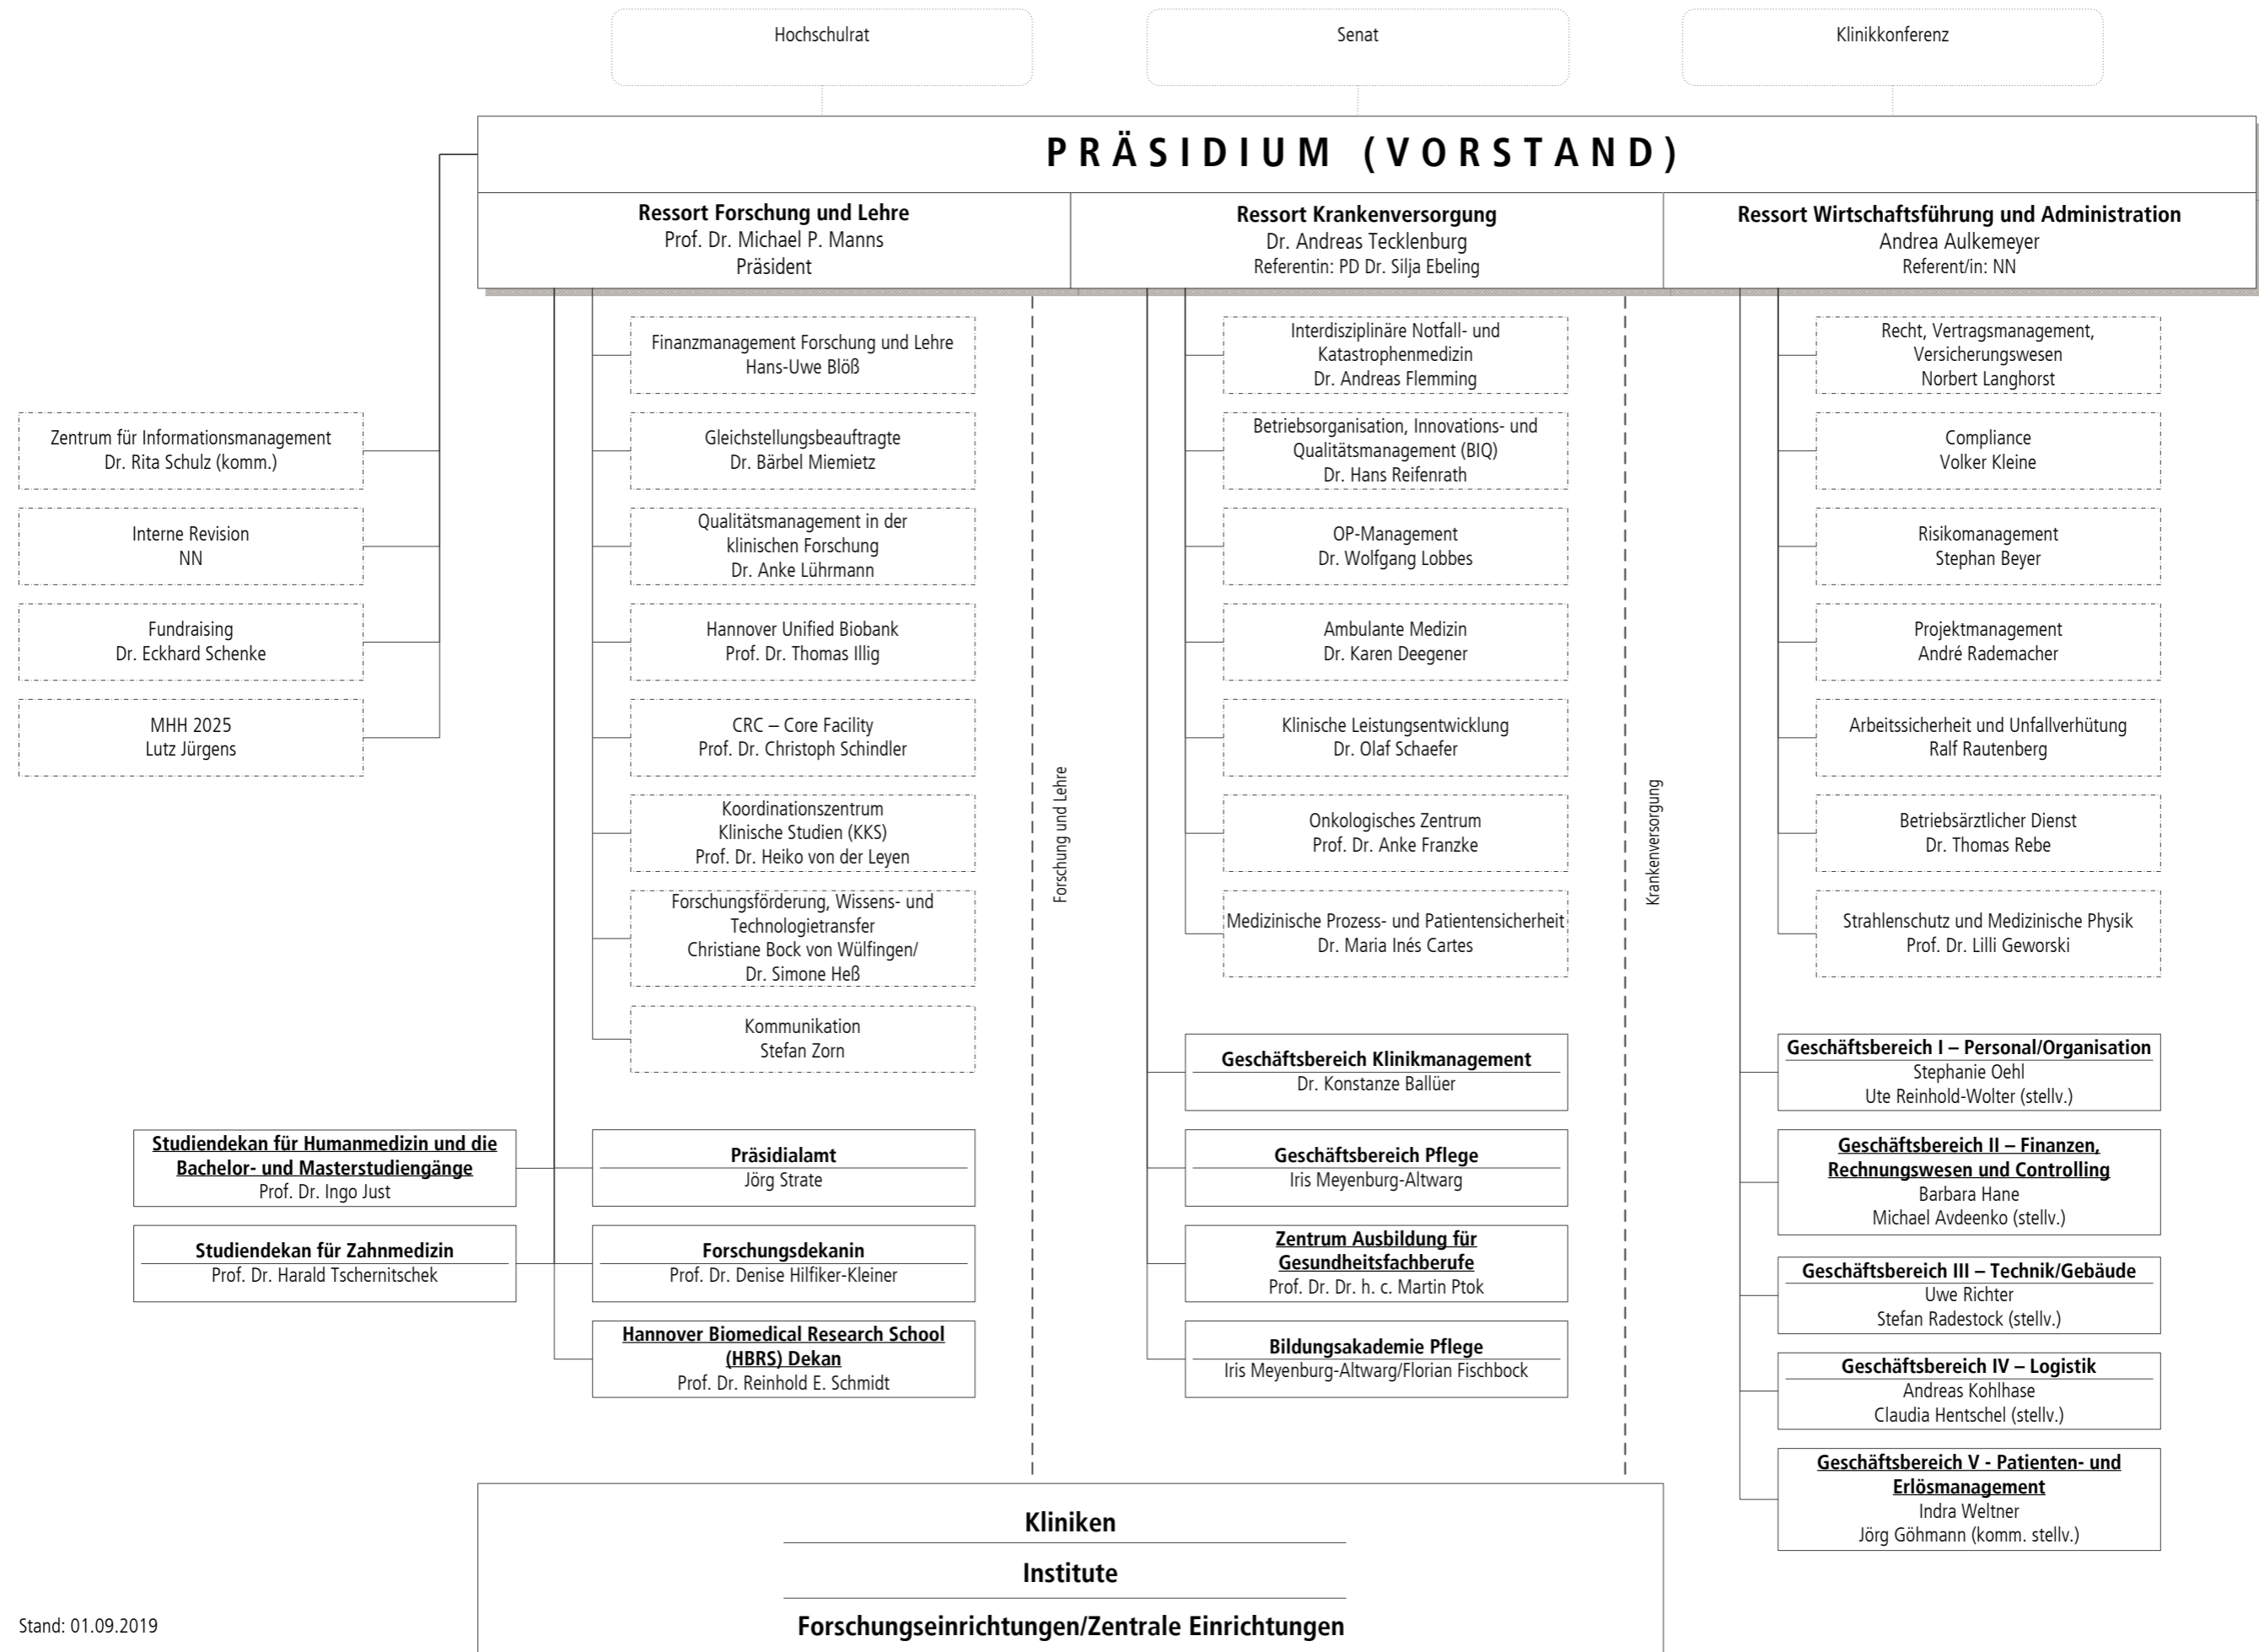 Hochschulrat
Senat
Klinikkonferenz
PRÄSIDIUM (VORSTAND)
Ressort Forschung und Lehre
Prof. Dr. Michael P. Manns
Präsident
Ressort Krankenversorgung
Dr. Andreas Tecklenburg
Referentin: PD Dr. Silja Ebeling
Ressort Wirtschaftsführung und Administration
Andrea Aulkemeyer
Referent/in: NN
Zentrum für Informationsmanagement
Dr. Rita Schulz (komm.)
Interne Revision
NN
Fundraising
Dr. Eckhard Schenke
MHH 2025
Lutz Jürgens
Finanzmanagement Forschung und Lehre
Hans-Uwe Blöß
Gleichstellungsbeauftragte
Dr. Bärbel Miemietz
Qualitätsmanagement in der
klinischen Forschung
Dr. Anke Lührmann
Hannover Unified Biobank
Prof. Dr. Thomas Illig
CRC – Core Facility
Prof. Dr. Christoph Schindler
Koordinationszentrum
Klinische Studien (KKS)
Prof. Dr. Heiko von der Leyen
Forschungsförderung, Wissens- und
Technologietransfer
Christiane Bock von Wülfingen/
Dr. Simone Heß
Kommunikation
Stefan Zorn
Studiendekan für Humanmedizin und die
Bachelor- und Masterstudiengänge
Prof. Dr. Ingo Just
Studiendekan für Zahnmedizin
Prof. Dr. Harald Tschernitschek
Präsidialamt
Jörg Strate
Forschungsdekanin
Prof. Dr. Denise Hilfiker-Kleiner
Hannover Biomedical Research School
(HBRS) Dekan
Prof. Dr. Reinhold E. Schmidt
Forschung und Lehre
Interdisziplinäre Notfall- und
Katastrophenmedizin
Dr. Andreas Flemming
Betriebsorganisation, Innovations- und
Qualitätsmanagement (BIQ)
Dr. Hans Reifenrath
OP-Management
Dr. Wolfgang Lobbes
Ambulante Medizin
Dr. Karen Deegener
Klinische Leistungsentwicklung
Dr. Olaf Schaefer
Onkologisches Zentrum
Prof. Dr. Anke Franzke
Medizinische Prozess- und Patientensicherheit
Dr. Maria Inés Cartes
Geschäftsbereich Klinikmanagement
Dr. Konstanze Ballüer
Geschäftsbereich Pflege
Iris Meyenburg-Altwarg
Zentrum Ausbildung für
Gesundheitsfachberufe
Prof. Dr. Dr. h. c. Martin Ptok
Bildungsakademie Pflege
Iris Meyenburg-Altwarg/Florian Fischbock
Krankenversorgung
Recht, Vertragsmanagement,
Versicherungswesen
Norbert Langhorst
Compliance
Volker Kleine
Risikomanagement
Stephan Beyer
Projektmanagement
André Rademacher
Arbeitssicherheit und Unfallverhütung
Ralf Rautenberg
Betriebsärztlicher Dienst
Dr. Thomas Rebe
Strahlenschutz und Medizinische Physik
Prof. Dr. Lilli Geworski
Geschäftsbereich I – Personal/Organisation
Stephanie Oehl
Ute Reinhold-Wolter (stellv.)
Geschäftsbereich II – Finanzen,
Rechnungswesen und Controlling
Barbara Hane
Michael Avdeenko (stellv.)
Geschäftsbereich III – Technik/Gebäude
Uwe Richter
Stefan Radestock (stellv.)
Geschäftsbereich IV – Logistik
Andreas Kohlhase
Claudia Hentschel (stellv.)
Geschäftsbereich V - Patienten- und
Erlösmanagement
Indra Weltner
Jörg Göhmann (komm. stellv.)
Kliniken
Institute
Forschungseinrichtungen/Zentrale Einrichtungen
Stand: 01.09.2019